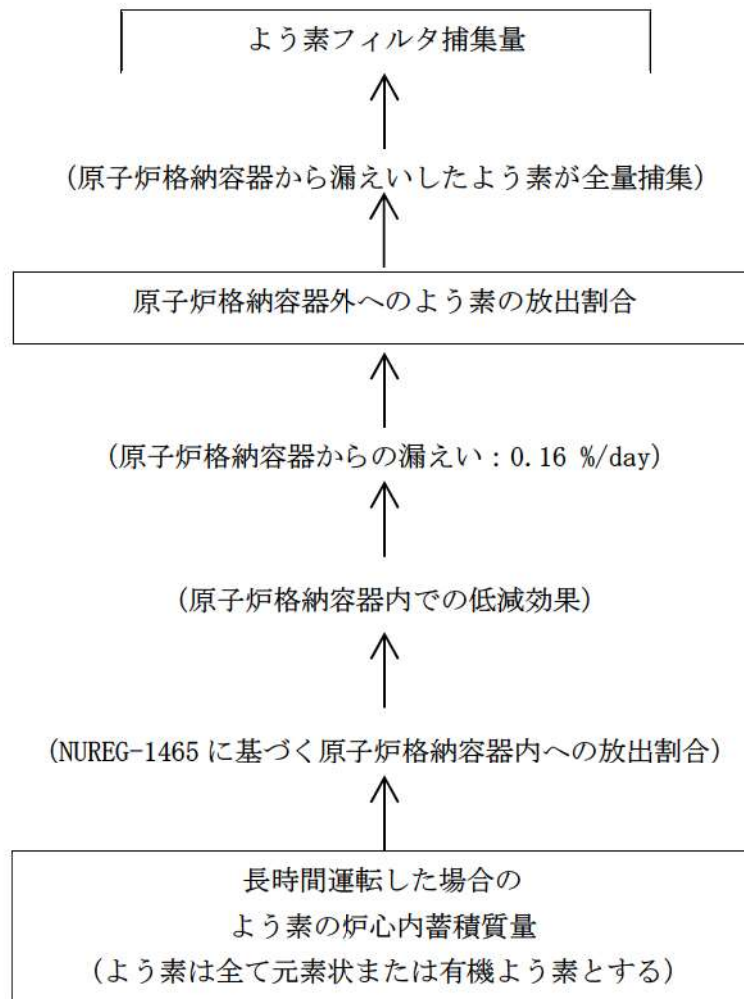 よう素フィルタ捕集量
(原子炉格納容器から漏えいしたよう素が全量捕集)
原子炉格納容器外へのよう素の放出割合
(原子炉格納容器からの漏えい：0.16 %/day)
(原子炉格納容器内での低減効果)
(NUREG-1465 に基づく原子炉格納容器内への放出割合)
長時間運転した場合の
よう素の炉心内蓄積質量
(よう素は全て元素状または有機よう素とする)